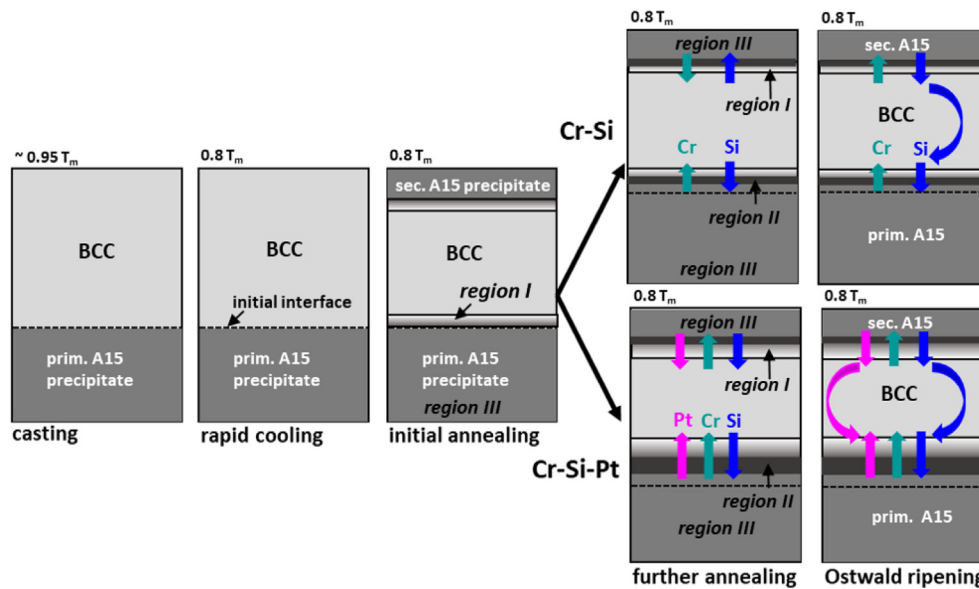 ~ 0.95 Tm
BCC
prim. A15
precipitate
casting
0.8 Tm
BCC
initial interface
prim. A15
precipitate
rapid cooling
0.8 Tm
sec. A15 precipitate
BCC
region I
prim. A15
precipitate
region III
initial annealing
Cr-Si
0.8 Tm
region III
region I
Cr Si
region II
region III
0.8 Tm
sec. A15
BCC
Cr Si
prim. A15
Cr-Si-Pt
0.8 Tm
region III
region I
Pt Cr Si
region II
region III
further annealing
0.8 Tm
sec. A15
BCC
prim. A15
Ostwald ripening